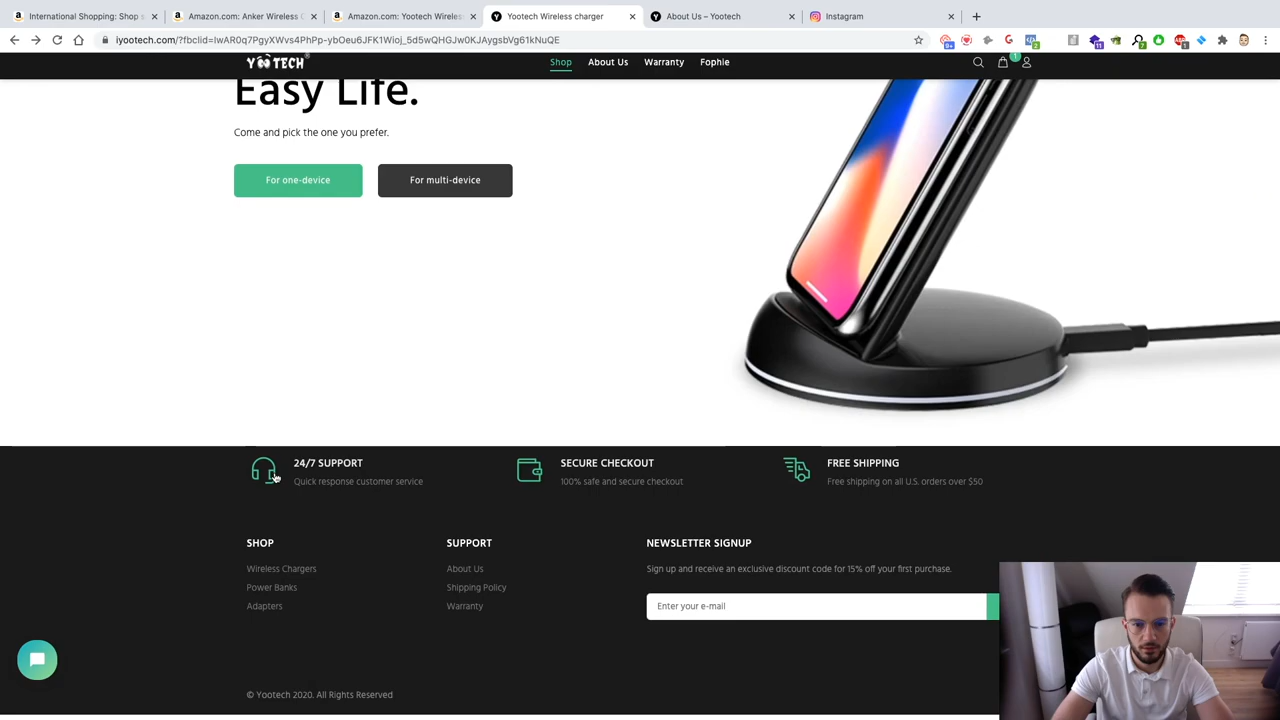 International Shopping: Shop s
Amazon.com: Anker Wireless C
Amazon.com: Yootech Wireles
Yootech Wireless charger
About Us – Yootech
Instagram
iyootech.com/?fbclid=IwAR0q7PgyXWvs4PhPp-ybOeu6JFK1Wioj_5d5wQHGJw0KJAygsbVg61kNuQE
YOOTECH
Shop
About Us
Warranty
Fophie
1
Easy Life.
Come and pick the one you prefer.
For one-device
For multi-device
24/7 SUPPORT
Quick response customer service
SECURE CHECKOUT
100% safe and secure checkout
FREE SHIPPING
Free shipping on all U.S. orders over $50
SHOP
Wireless Chargers
Power Banks
Adapters
SUPPORT
About Us
Shipping Policy
Warranty
NEWSLETTER SIGNUP
Sign up and receive an exclusive discount code for 15% off your first purchase.
Enter your e-mail
© Yootech 2020. All Rights Reserved